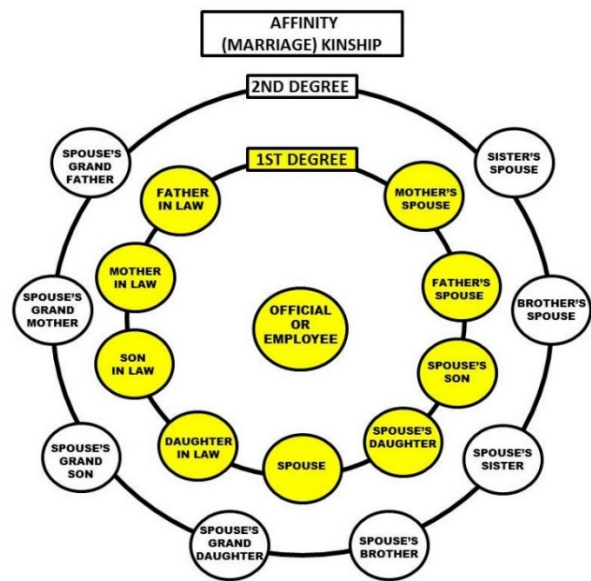 AFFINITY
(MARRIAGE) KINSHIP
2ND DEGREE
1ST DEGREE
SPOUSE'S
GRAND
FATHER
FATHER
IN LAW
MOTHER'S
SPOUSE
SISTER'S
SPOUSE
SPOUSE'S
GRAND
MOTHER
MOTHER
IN LAW
OFFICIAL
OR
EMPLOYEE
FATHER'S
SPOUSE
BROTHER'S
SPOUSE
SON
IN LAW
SPOUSE'S
SON
SPOUSE'S
GRAND
SON
DAUGHTER
IN LAW
SPOUSE
SPOUSE'S
DAUGHTER
SPOUSE'S
SISTER
SPOUSE'S
GRAND
DAUGHTER
SPOUSE'S
BROTHER